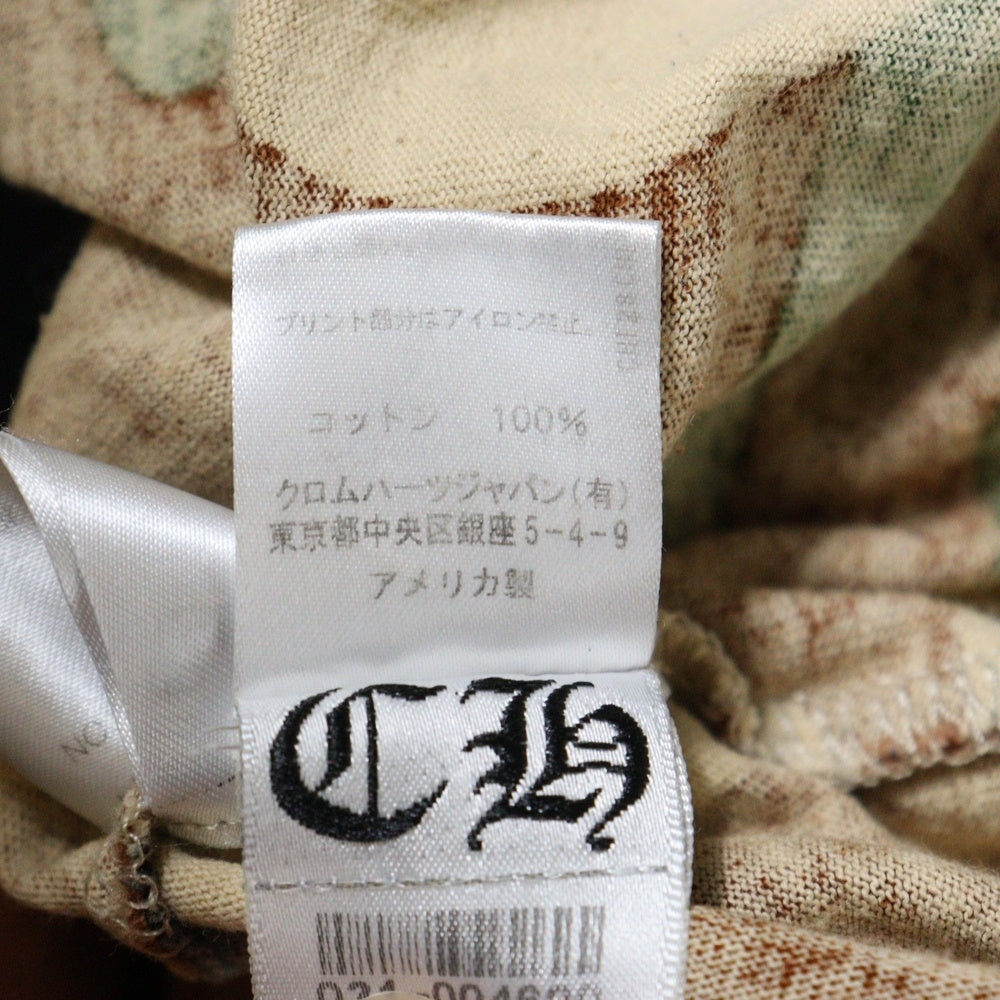 プリント部分はアイロン禁止。
コットン 100%
クロムハーツジャパン(有)
東京都中央区銀座5-4-9
アメリカ製
CH